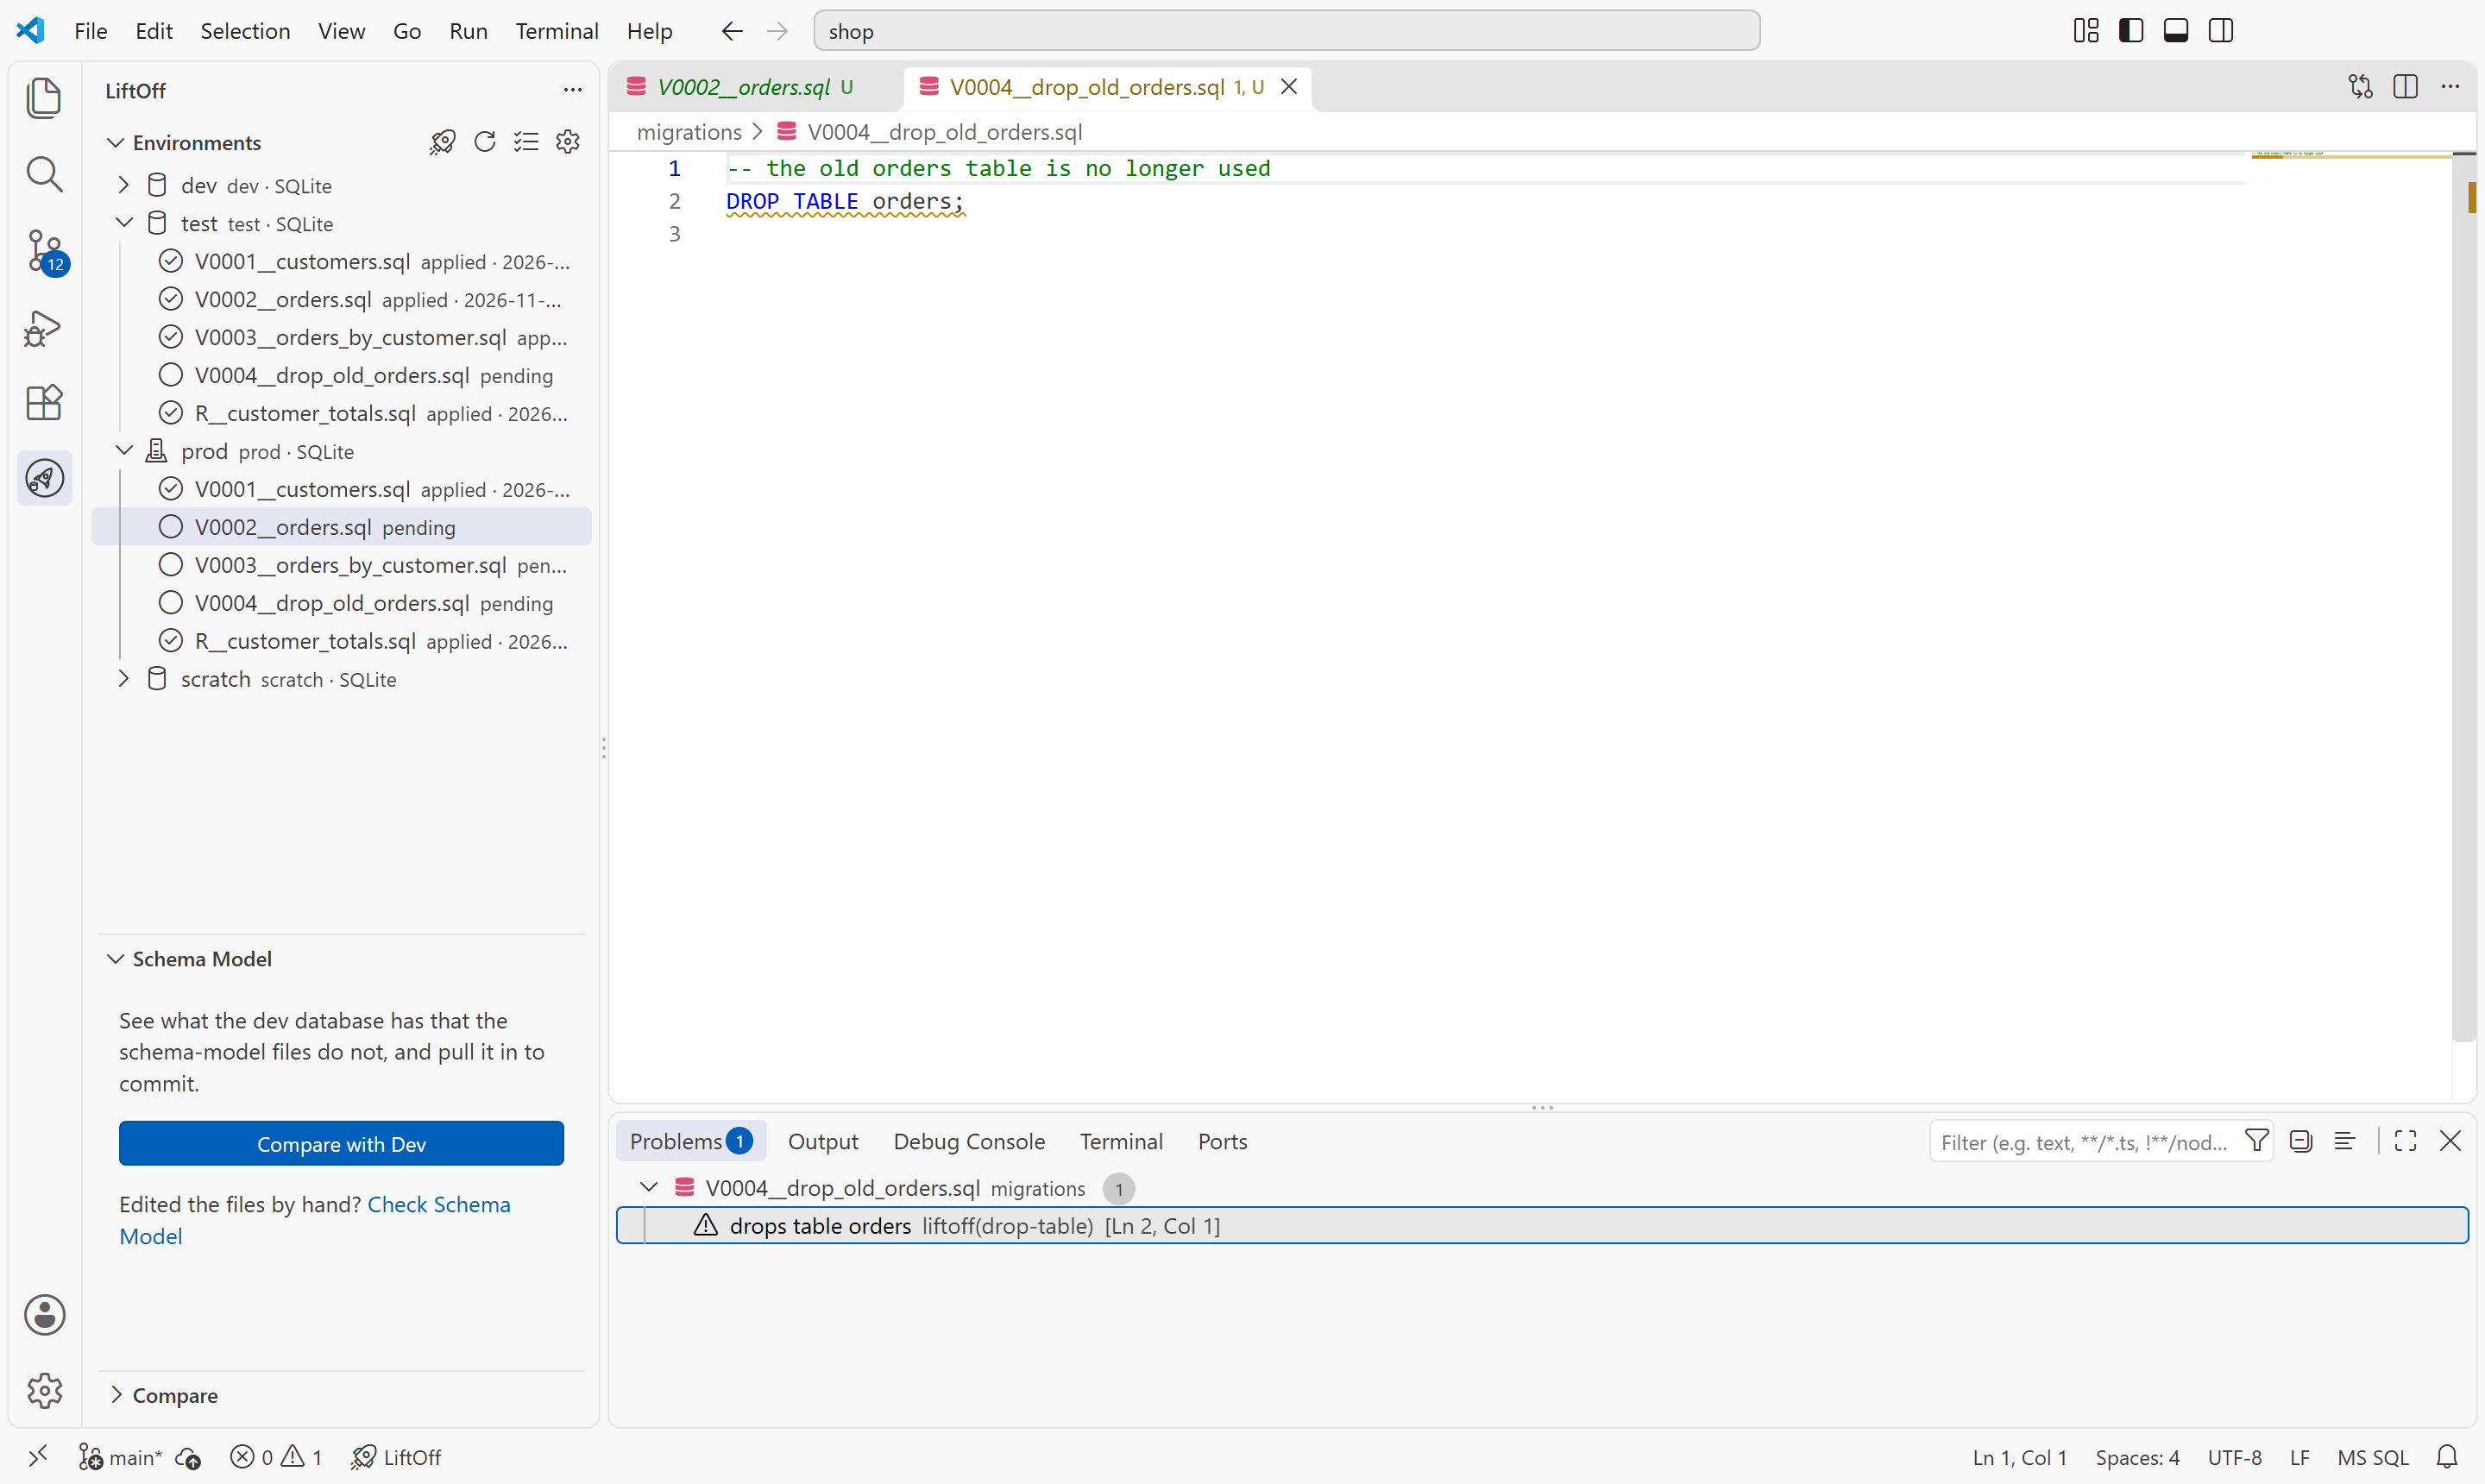 File Edit Selection View Go Run Terminal Help
shop
LiftOff
Environments
dev dev · SQLite
test test · SQLite
V0001__customers.sql applied · 2026-...
V0002__orders.sql applied · 2026-11-...
V0003__orders_by_customer.sql app...
V0004__drop_old_orders.sql pending
R__customer_totals.sql applied · 2026...
prod prod · SQLite
V0001__customers.sql applied · 2026-...
V0002__orders.sql pending
V0003__orders_by_customer.sql pen...
V0004__drop_old_orders.sql pending
R__customer_totals.sql applied · 2026...
scratch scratch · SQLite
12
Schema Model
See what the dev database has that the
schema-model files do not, and pull it in to
commit.
Compare with Dev
Edited the files by hand? Check Schema
Model
Compare
V0002__orders.sql U
V0004__drop_old_orders.sql 1, U
migrations > V0004__drop_old_orders.sql
1 -- the old orders table is no longer used
2 DROP TABLE orders;
3
Problems 1 Output Debug Console Terminal Ports
Filter (e.g. text, **/*.ts, !**/nod...
V0004__drop_old_orders.sql migrations 1
drops table orders liftoff(drop-table) [Ln 2, Col 1]
main* 0 1 LiftOff
Ln 1, Col 1 Spaces: 4 UTF-8 LF MS SQL